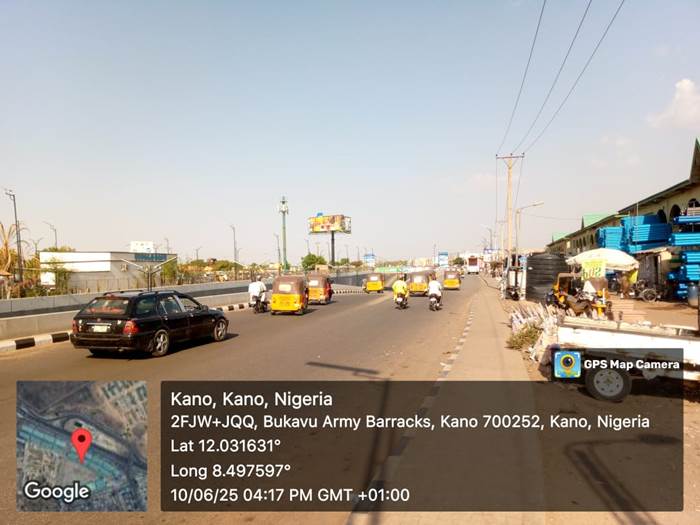 GPS Map Camera
Kano, Kano, Nigeria
2FJW+JQQ, Bukavu Army Barracks, Kano 700252, Kano, Nigeria
Lat 12.031631°
Long 8.497597°
10/06/25 04:17 PM GMT +01:00
Google